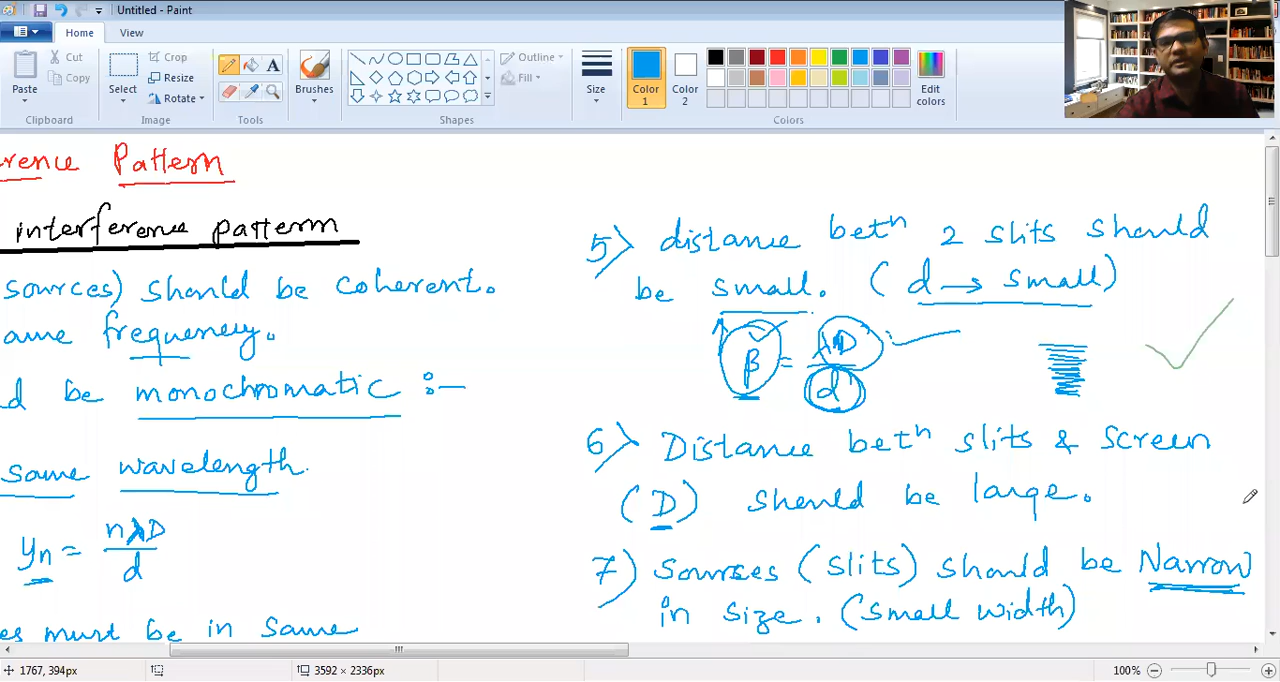 Untitled - Paint
Home
View
Paste
Cut
Copy
Clipboard
Select
Crop
Resize
Rotate
Image
Tools
Brushes
Shapes
Outline
Fill
Size
Color 1
Color 2
Colors
Edit colors
erence Pattern
interference pattern
sources) should be coherent.
ame frequency.
d be monochromatic :-
same wavelength.
yn = nλD/d
es must be in same
5) distance betn 2 slits should
be small. (d → small)
β = λD/d
6) Distance betn slits & screen
(D) should be large.
7) Sources (slits) should be Narrow
in size. (small width)
1767, 394px
3592 × 2336px
100%